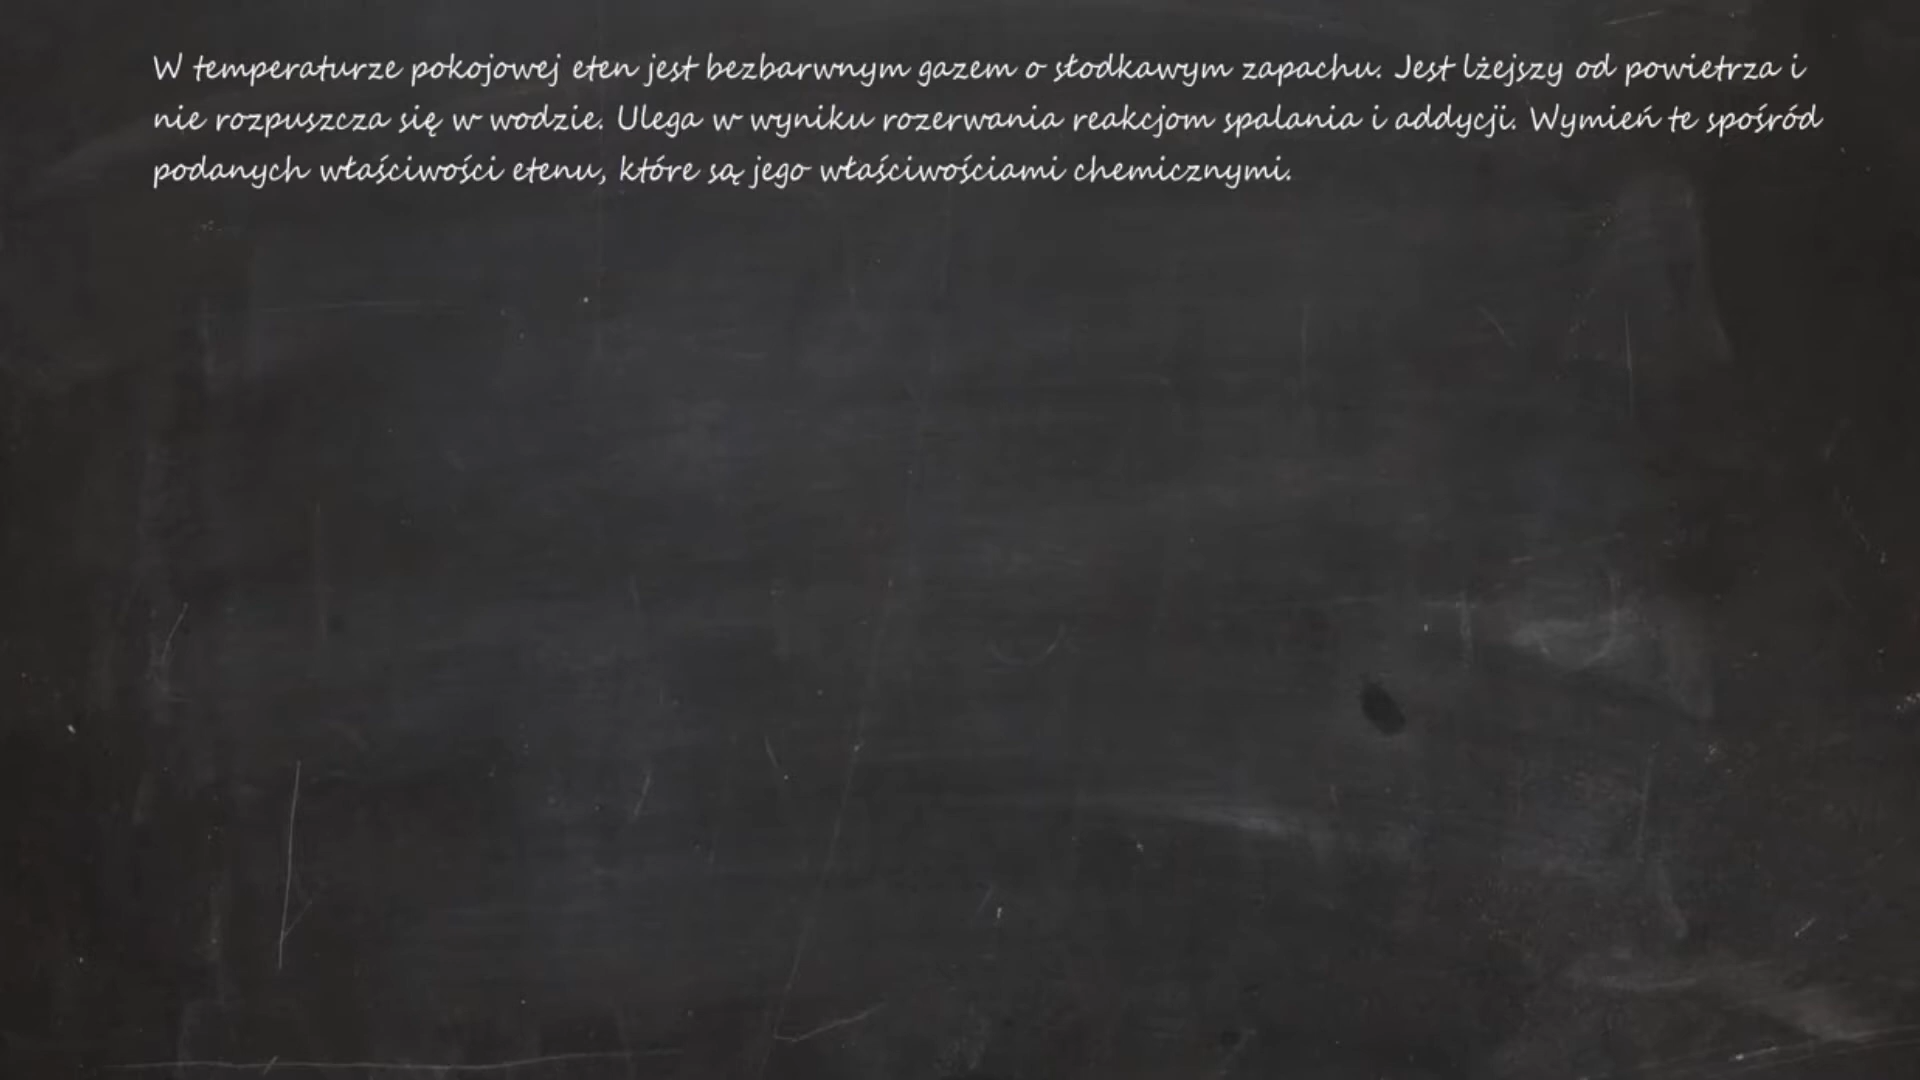 W temperaturze pokojowej eten jest bezbarwnym gazem o słodkawym zapachu. Jest lżejszy od powietrza i
nie rozpuszcza się w wodzie. Ulega w wyniku rozerwania reakcjom spalania i addycji. Wymień te spośród
podanych właściwości etenu, które są jego właściwościami chemicznymi.